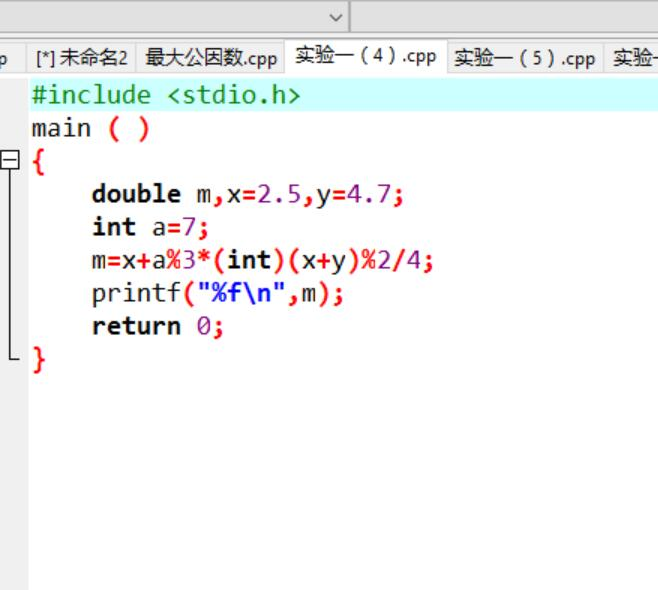 p [*] 未命名2 最大公因数.cpp 实验一（4）.cpp 实验一（5）.cpp 实验一
#include <stdio.h>
main ( )
{
double m,x=2.5,y=4.7;
int a=7;
m=x+a%3*(int)(x+y)%2/4;
printf("%f\n",m);
return 0;
}